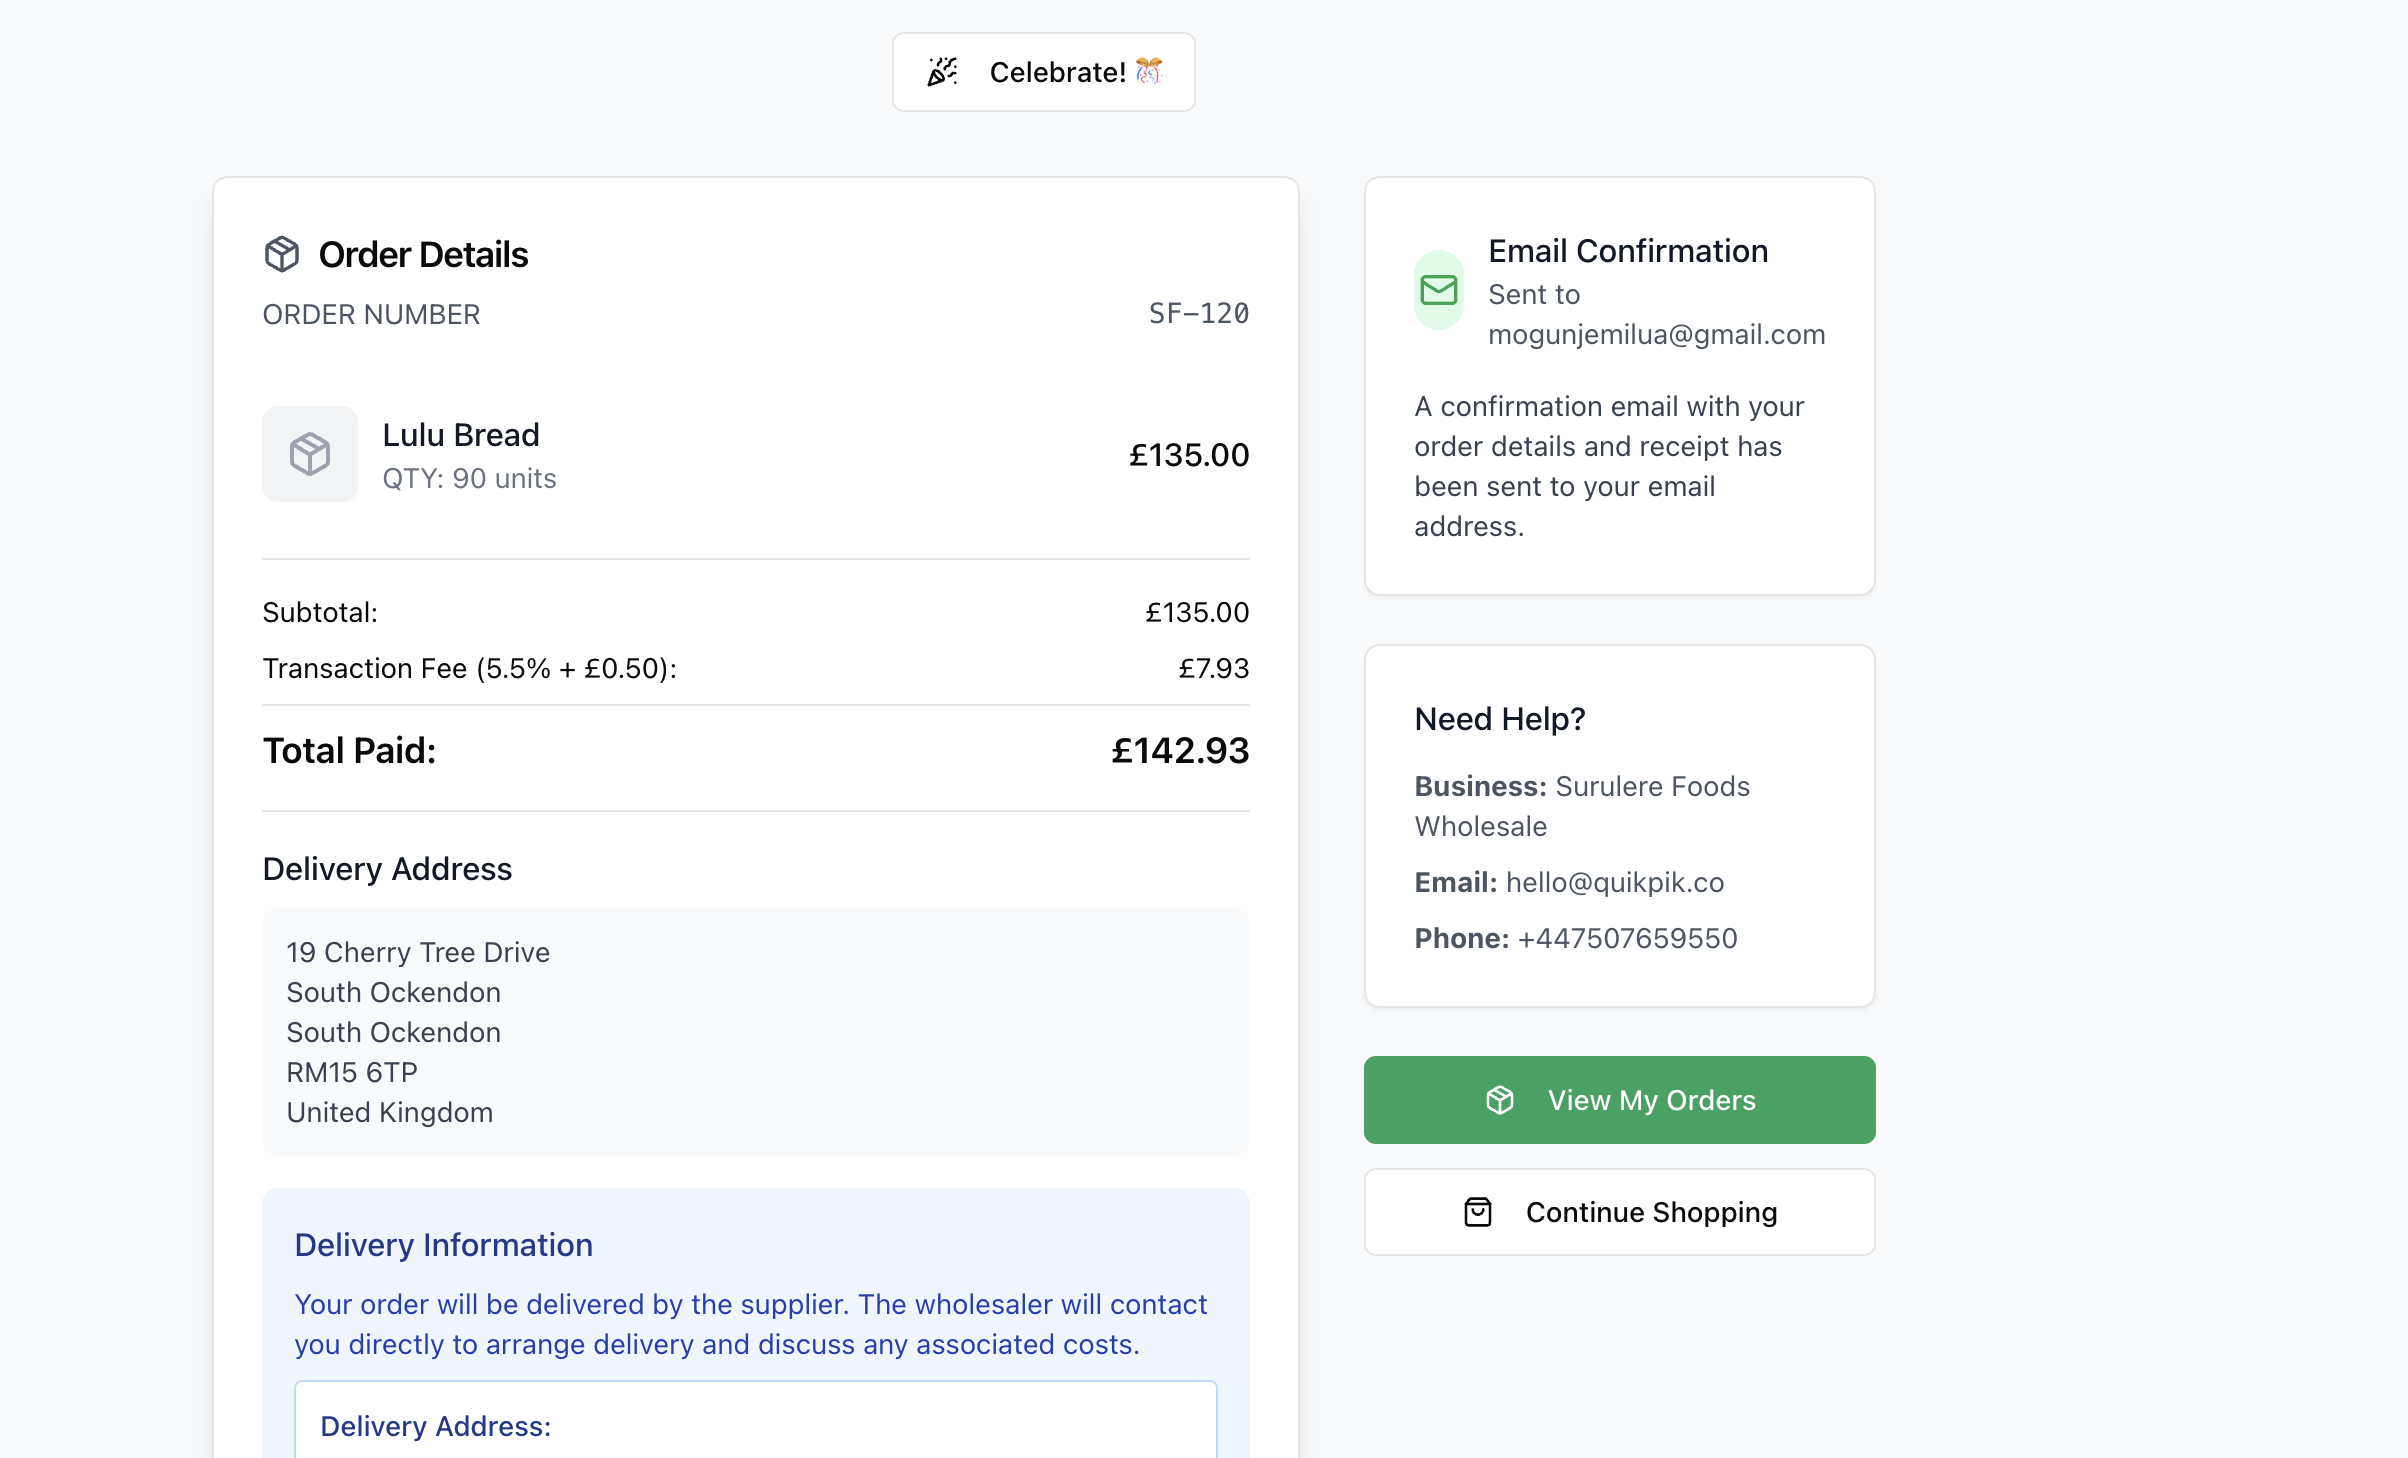 Celebrate! 🎊
Order Details
ORDER NUMBER SF-120
Lulu Bread
QTY: 90 units
£135.00
Subtotal: £135.00
Transaction Fee (5.5% + £0.50): £7.93
Total Paid: £142.93
Delivery Address
19 Cherry Tree Drive
South Ockendon
South Ockendon
RM15 6TP
United Kingdom
Delivery Information
Your order will be delivered by the supplier. The wholesaler will contact
you directly to arrange delivery and discuss any associated costs.
Delivery Address:
Email Confirmation
Sent to
mogunjemilua@gmail.com
A confirmation email with your
order details and receipt has
been sent to your email
address.
Need Help?
Business: Surulere Foods
Wholesale
Email: hello@quikpik.co
Phone: +447507659550
View My Orders
Continue Shopping